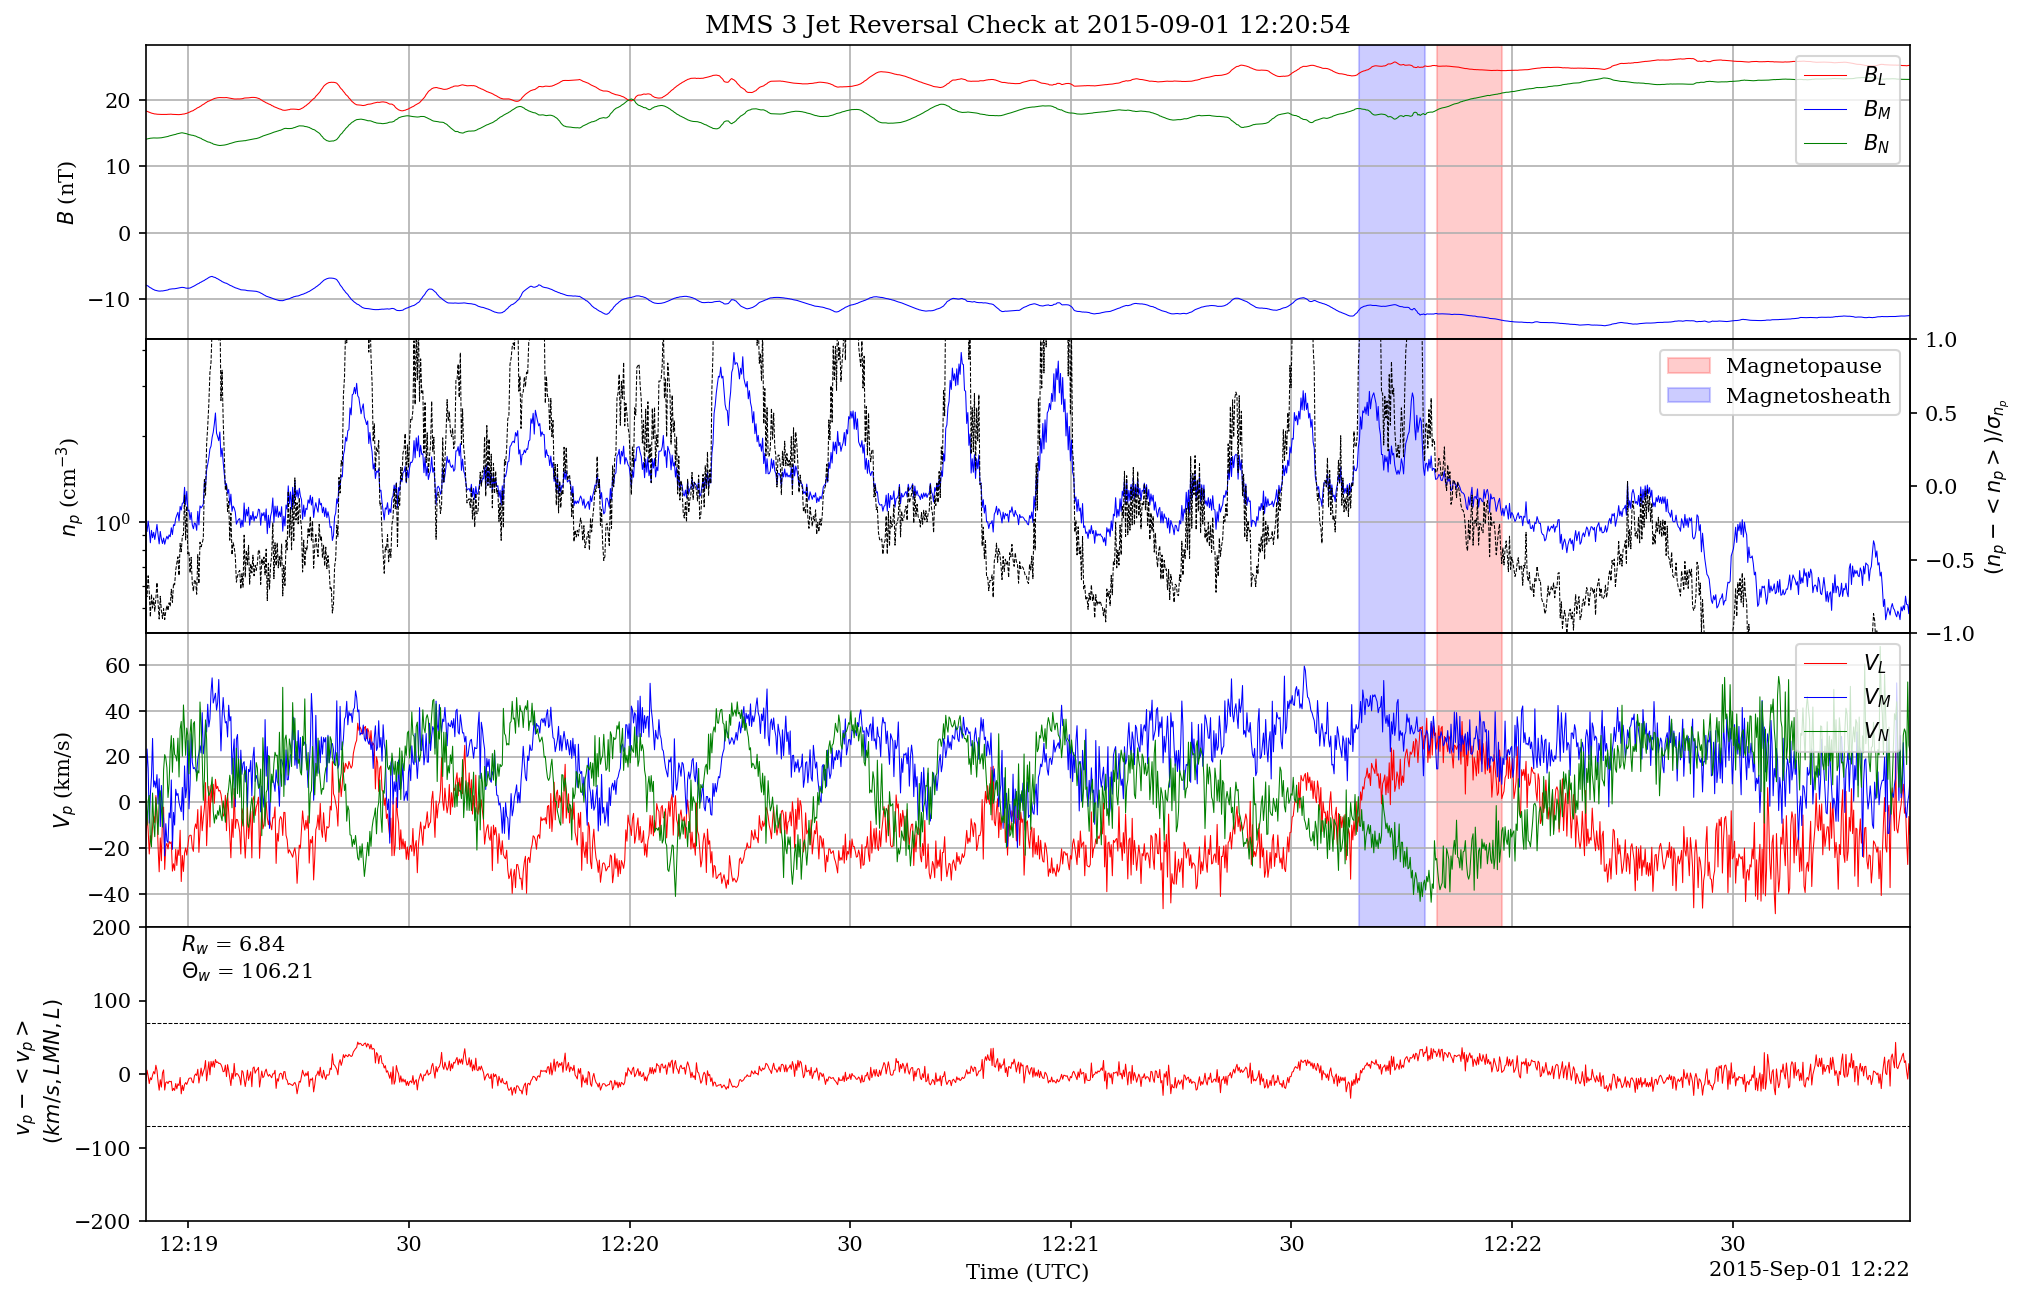 MMS 3 Jet Reversal Check at 2015-09-01 12:20:54
B (nT)
20
10
0
−10
B_L
B_M
B_N
n_p (cm^{−3})
10^0
Magnetopause
Magnetosheath
1.0
0.5
0.0
−0.5
−1.0
(n_p − < n_p >)/σ_{n_p}
V_p (km/s)
60
40
20
0
−20
−40
V_L
V_M
V_N
v_p − < v_p >
(km/s, LMN, L)
200
100
0
−100
−200
R_w = 6.84
Θ_w = 106.21
12:19 30 12:20 30 12:21 30 12:22 30
Time (UTC)
2015-Sep-01 12:22